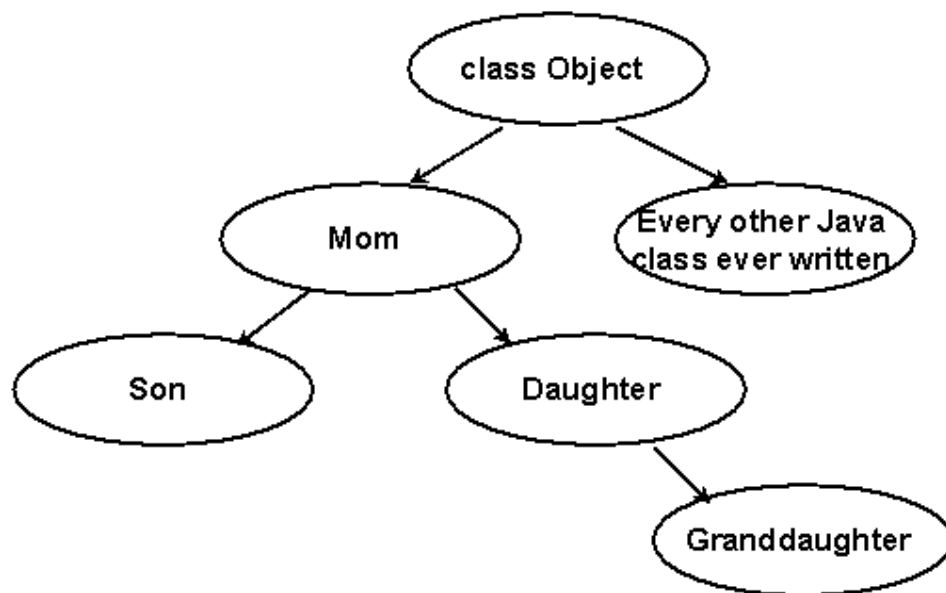 class Object
Mom
Every other Java
class ever written
Son
Daughter
Granddaughter